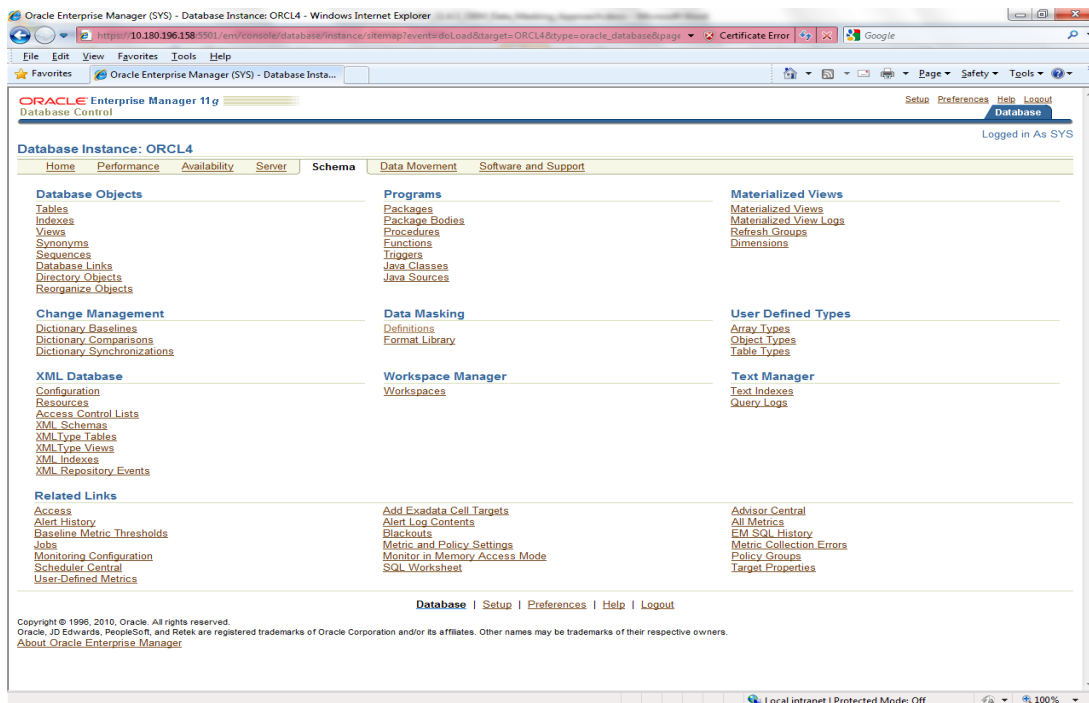 Oracle Enterprise Manager (SYS) - Database Instance: ORCL4 - Windows Internet Explorer
https://10.180.196.158:5501/em/console/database/instance/sitemap?event=doLoad&target=ORCL4&type=oracle_database&page Certificate Error Google
File Edit View Favorites Tools Help
Favorites Oracle Enterprise Manager (SYS) - Database Insta... Page Safety Tools
ORACLE Enterprise Manager 11g
Database Control
Setup Preferences Help Logout
Database
Logged in As SYS
Database Instance: ORCL4
Home Performance Availability Server Schema Data Movement Software and Support
Database Objects
Tables
Indexes
Views
Synonyms
Sequences
Database Links
Directory Objects
Reorganize Objects
Programs
Packages
Package Bodies
Procedures
Functions
Triggers
Java Classes
Java Sources
Materialized Views
Materialized Views
Materialized View Logs
Refresh Groups
Dimensions
Change Management
Dictionary Baselines
Dictionary Comparisons
Dictionary Synchronizations
Data Masking
Definitions
Format Library
User Defined Types
Array Types
Object Types
Table Types
XML Database
Configuration
Resources
Access Control Lists
XML Schemas
XMLType Tables
XMLType Views
XML Indexes
XML Repository Events
Workspace Manager
Workspaces
Text Manager
Text Indexes
Query Logs
Related Links
Access
Alert History
Baseline Metric Thresholds
Jobs
Monitoring Configuration
Scheduler Central
User-Defined Metrics
Add Exadata Cell Targets
Alert Log Contents
Blackouts
Metric and Policy Settings
Monitor in Memory Access Mode
SQL Worksheet
Advisor Central
All Metrics
EM SQL History
Metric Collection Errors
Policy Groups
Target Properties
Database | Setup | Preferences | Help | Logout
Copyright © 1996, 2010, Oracle. All rights reserved.
Oracle, JD Edwards, PeopleSoft, and Retek are registered trademarks of Oracle Corporation and/or its affiliates. Other names may be trademarks of their respective owners.
About Oracle Enterprise Manager
Local intranet | Protected Mode: Off 100%